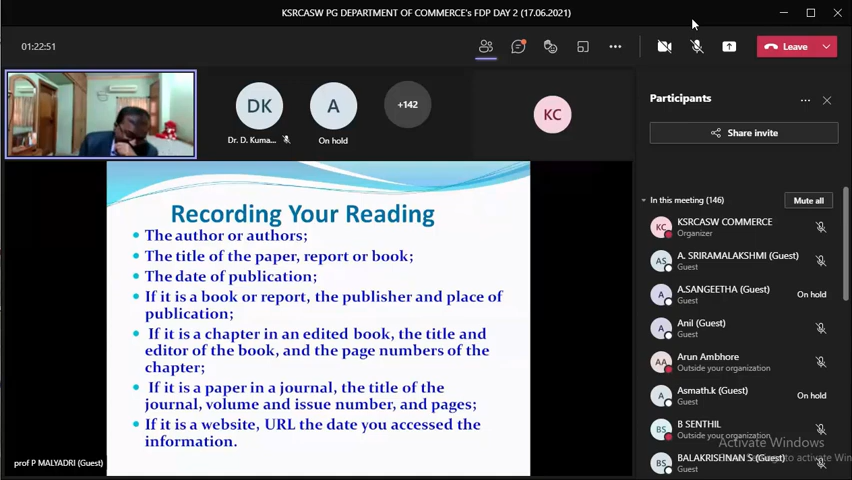 KSRCASW PG DEPARTMENT OF COMMERCE's FDP DAY 2 (17.06.2021)
01:22:51
Leave
DK
A
+142
KC
Dr. D. Kuma...
On hold
Participants
Share invite
In this meeting (146)
Mute all
KC
KSRCASW COMMERCE
Organizer
AS
A. SRIRAMALAKSHMI (Guest)
Guest
A
A.SANGEETHA (Guest)
Guest
On hold
A
Anil (Guest)
Guest
AA
Arun Ambhore
Outside your organization
A
Asmath.k (Guest)
Guest
On hold
BS
B SENTHIL
Outside your organization
BS
BALAKRISHNAN S (Guest)
Guest
Activate Windows
Recording Your Reading
The author or authors;
The title of the paper, report or book;
The date of publication;
If it is a book or report, the publisher and place of
publication;
If it is a chapter in an edited book, the title and
editor of the book, and the page numbers of the
chapter;
If it is a paper in a journal, the title of the
journal, volume and issue number, and pages;
If it is a website, URL the date you accessed the
information.
prof P MALYADRI (Guest)